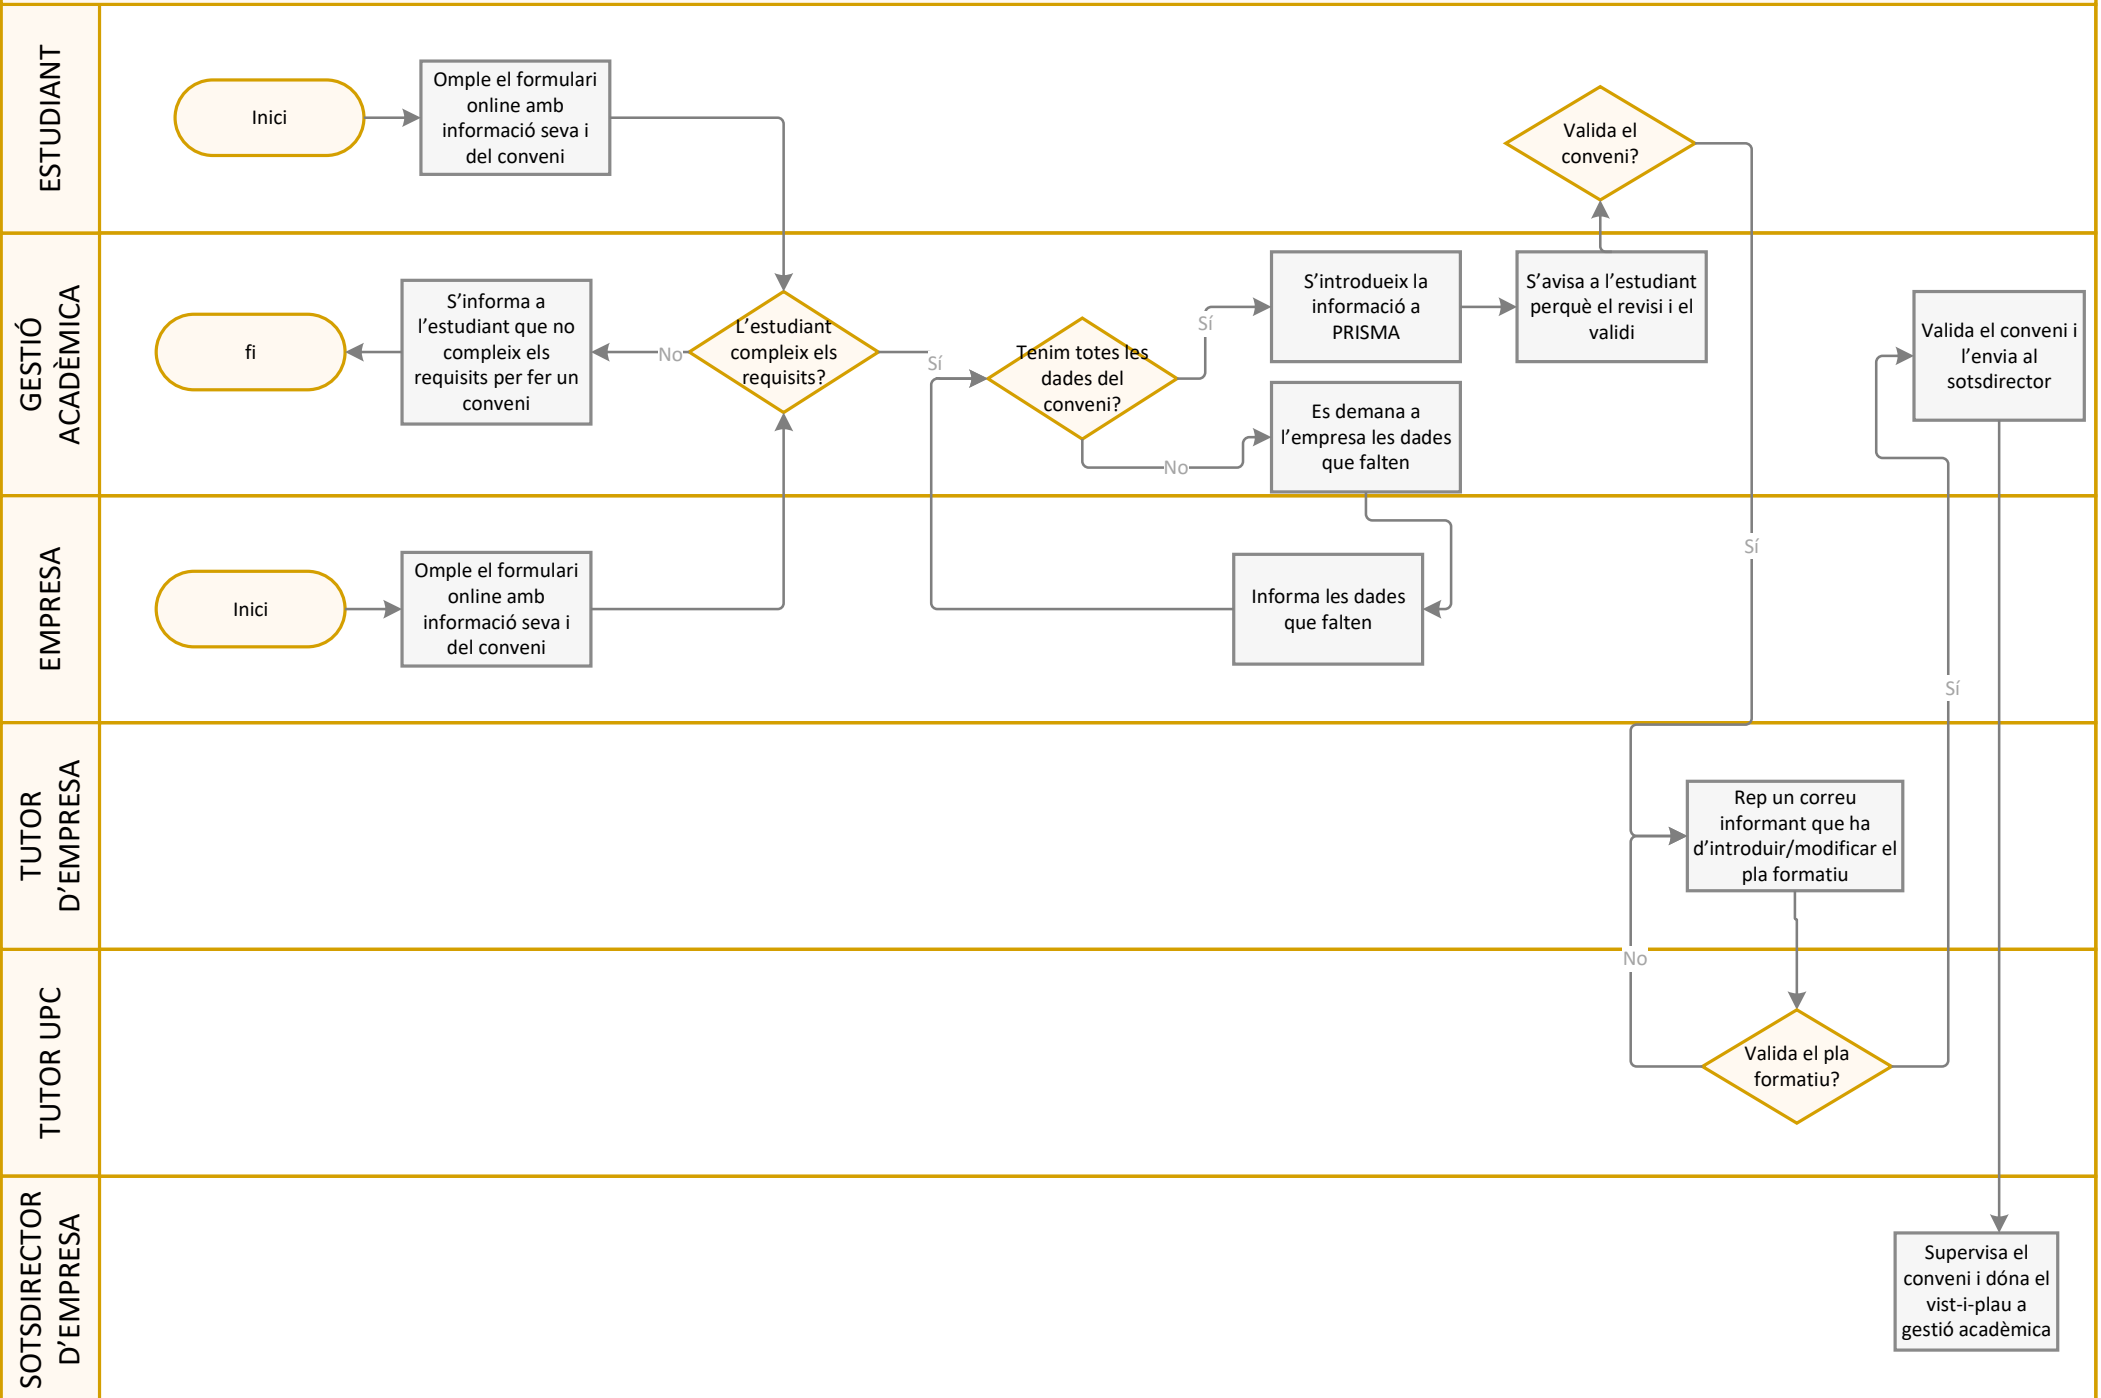 ESTUDIANT
Inici
Omple el formulari
online amb
informació seva i
del conveni
Valida el
conveni?
GESTIÓ
ACADÈMICA
fi
S’informa a
l’estudiant que no
compleix els
requisits per fer un
conveni
No
L’estudiant
compleix els
requisits?
Sí
Tenim totes les
dades del
conveni?
Sí
No
S’introdueix la
informació a
PRISMA
Es demana a
l’empresa les dades
que falten
S’avisa a l’estudiant
perquè el revisi i el
validi
Valida el conveni i
l’envia al
sotsdirector
EMPRESA
Inici
Omple el formulari
online amb
informació seva i
del conveni
Informa les dades
que falten
Sí
Sí
TUTOR
D’EMPRESA
Rep un correu
informant que ha
d’introduir/modificar el
pla formatiu
No
TUTOR UPC
Valida el pla
formatiu?
SOTSDIRECTOR
D’EMPRESA
Supervisa el
conveni i dóna el
vist-i-plau a
gestió acadèmica